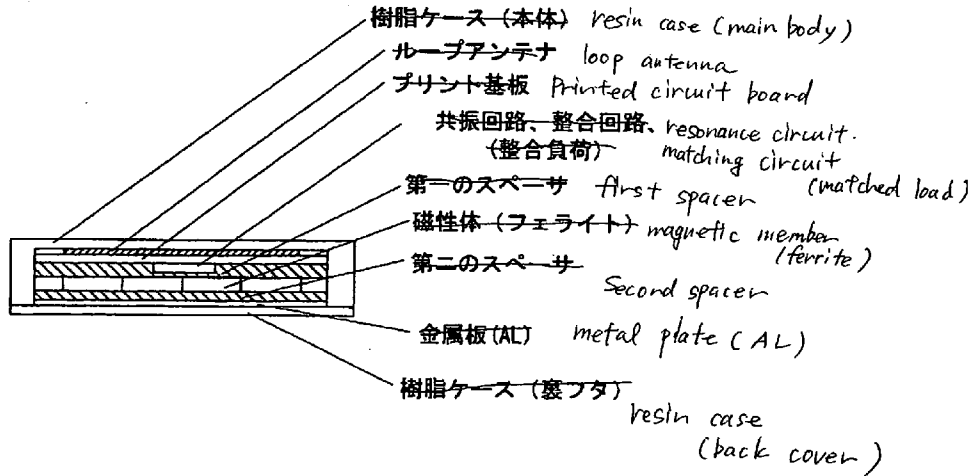 樹脂ケース（本体） resin case (main body)
ループアンテナ loop antenna
プリント基板 Printed circuit board
共振回路、整合回路、 resonance circuit.
(整合負荷) matching circuit
(matched load)
第一のスペーサ first spacer
磁性体（フェライト） magnetic member
(ferrite)
第二のスペーサ
Second spacer
金属板(AL) metal plate (AL)
樹脂ケース（裏フタ）
resin case
(back cover)